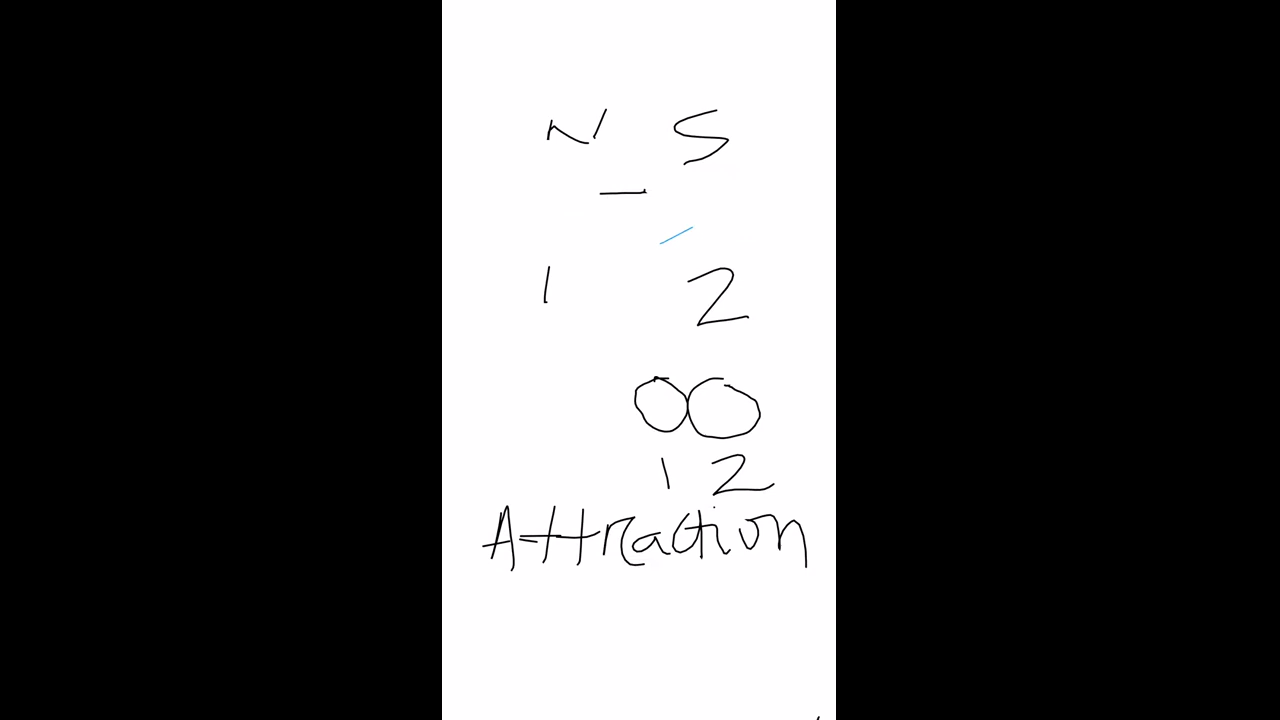 N S
—
1 2
1 2
Attraction